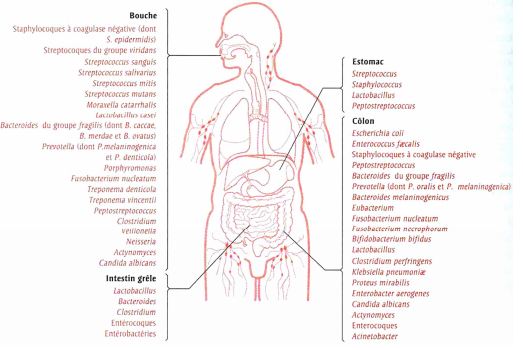 Bouche
Staphylocoques à coagulase négative (dont
S. epidermidis)
Streptocoques du groupe viridans
Streptococcus sanguis
Streptococcus salivarius
Streptococcus mitis
Streptococcus mutans
Moraxella catarrhalis
Lactobacillus casei
Bacteroides du groupe fragilis (dont B. caccae,
B. merdae et B. ovatus)
Prevotella (dont P.melaninogenica
et P. denticola)
Porphyromonas
Fusobacterium nucleatum
Treponema denticola
Treponema vincentii
Peptostreptococcus
Clostridium
Veillonella
Neisseria
Actynomyces
Candida albicans
Intestin grêle
Lactobacillus
Bacteroides
Clostridium
Entérocoques
Entérobactéries
Estomac
Streptococcus
Staphylococcus
Lactobacillus
Peptostreptococcus
Côlon
Escherichia coli
Enterococcus fæcalis
Staphylocoques à coagulase négative
Peptostreptococcus
Bacteroides du groupe fragilis
Prevotella (dont P. oralis et P. melaninogenica)
Bacteroides melaninogenicus
Eubacterium
Fusobacterium nucleatum
Fusobacterium necrophorum
Bifidobacterium bifidus
Lactobacillus
Clostridium perfringens
Klebsiella pneumoniæ
Proteus mirabilis
Enterobacter aerogenes
Candida albicans
Actynomyces
Enterocoques
Acinetobacter